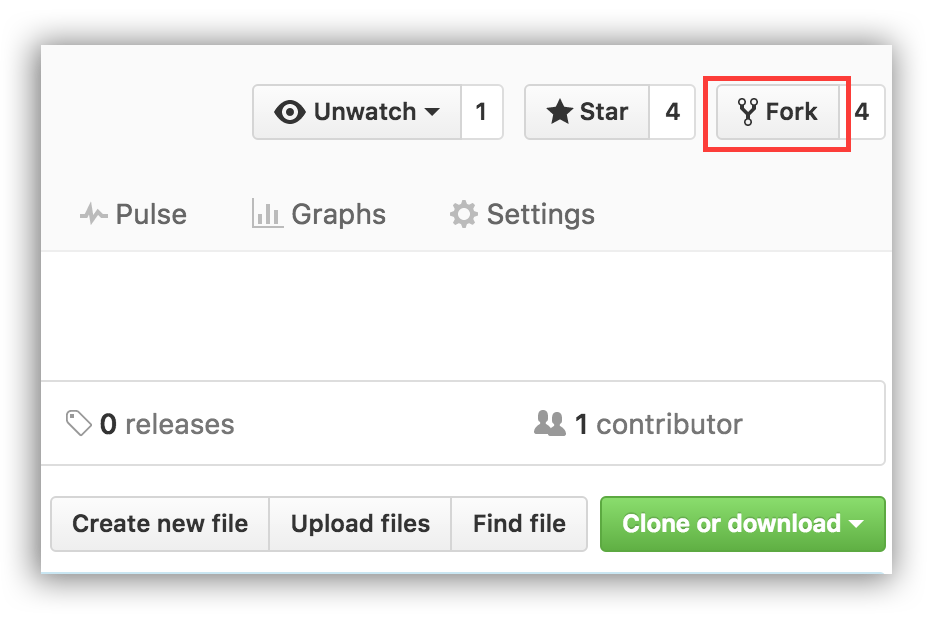 Unwatch 1 Star 4 Fork 4
Pulse Graphs Settings
0 releases 1 contributor
Create new file Upload files Find file Clone or download